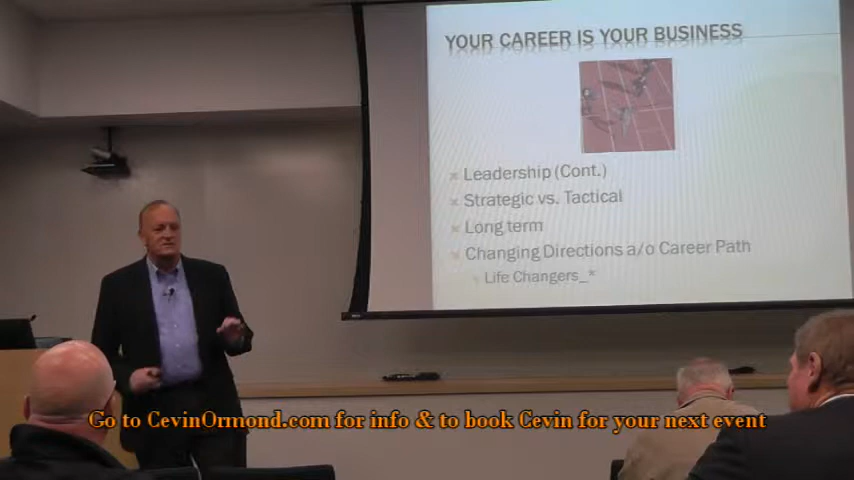 YOUR CAREER IS YOUR BUSINESS
Leadership (Cont.)
Strategic vs. Tactical
Long term
Changing Directions a/o Career Path
Life Changers_*
Go to CevinOrmond.com for info & to book Cevin for your next event